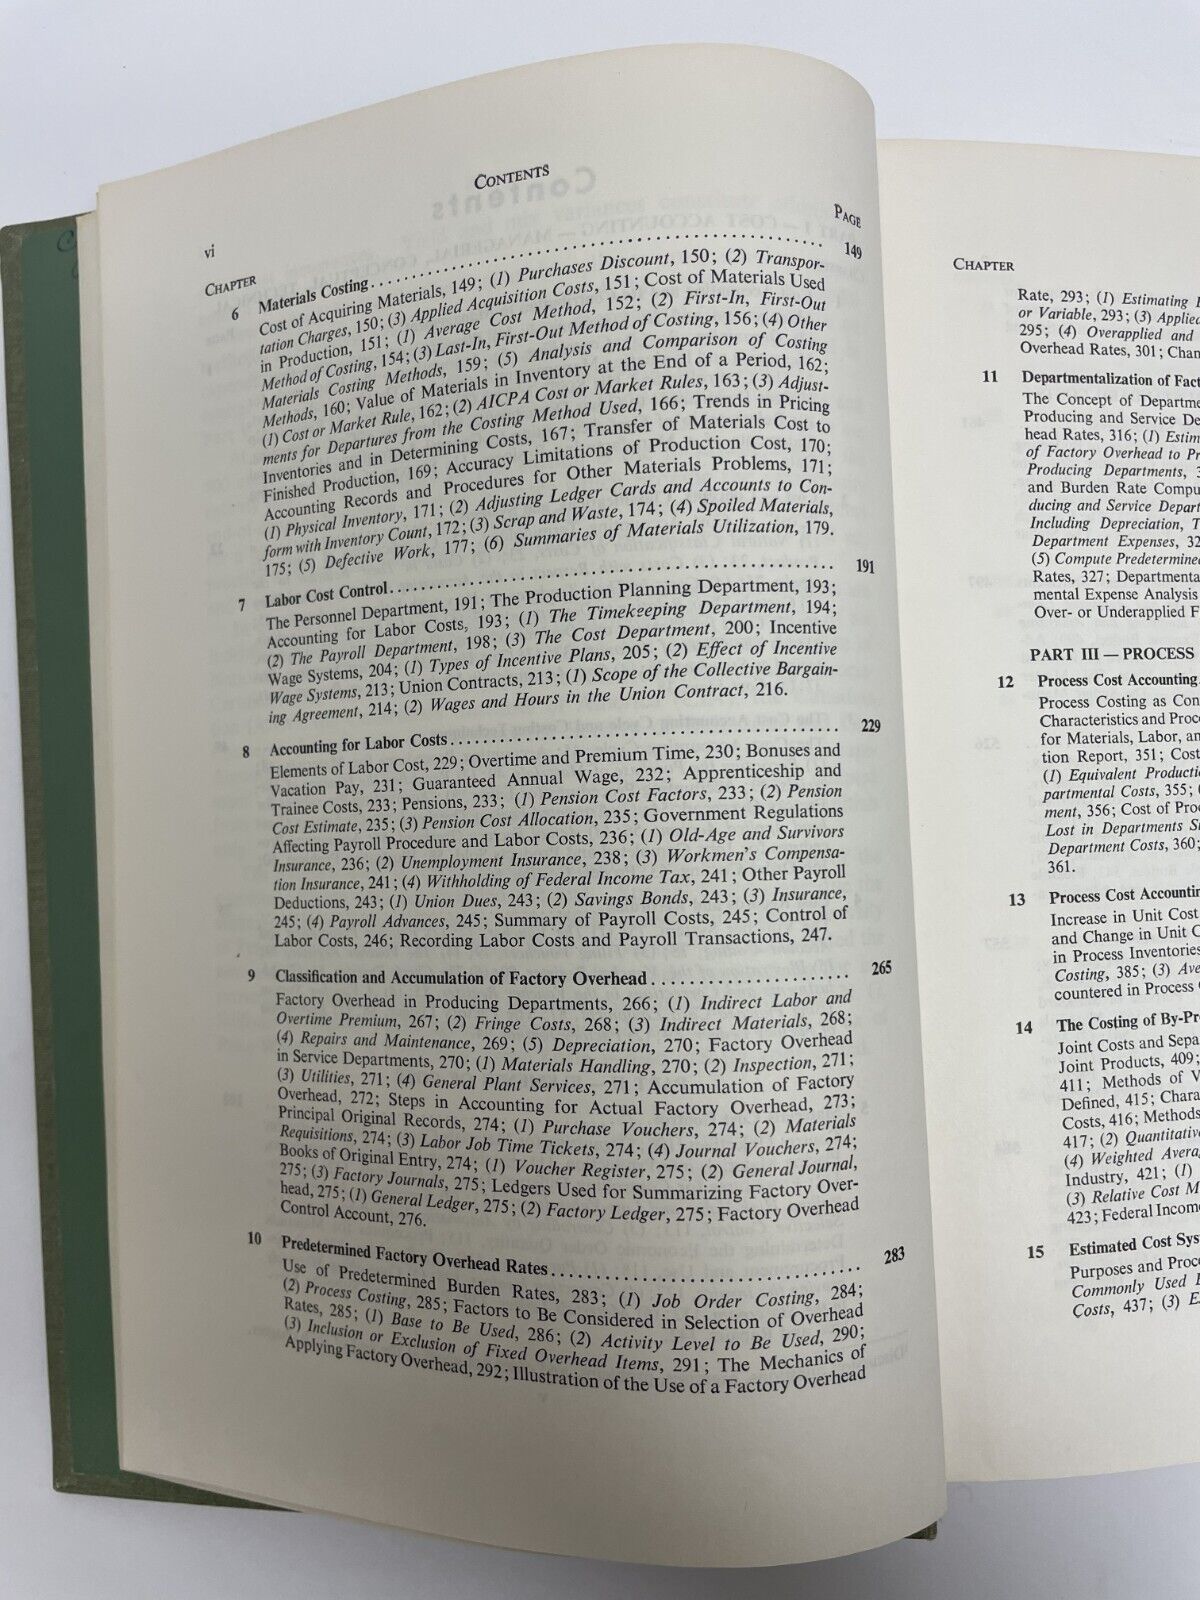 CONTENTS
vi
PAGE
CHAPTER
6 Materials Costing 149
Cost of Acquiring Materials, 149; (1) Purchases Discount, 150; (2) Transpor-
tation Charges, 150; (3) Applied Acquisition Costs, 151; Cost of Materials Used
in Production, 151; (1) Average Cost Method, 152; (2) First-In, First-Out
Method of Costing, 154; (3) Last-In, First-Out Method of Costing, 156; (4) Other
Materials Costing Methods, 159; (5) Analysis and Comparison of Costing
Methods, 160; Value of Materials in Inventory at the End of a Period, 162;
(1) Cost or Market Rule, 162; (2) AICPA Cost or Market Rules, 163; (3) Adjust-
ments for Departures from the Costing Method Used, 166; Trends in Pricing
Inventories and in Determining Costs, 167; Transfer of Materials Cost to
Finished Production, 169; Accuracy Limitations of Production Cost, 170;
Accounting Records and Procedures for Other Materials Problems, 171;
(1) Physical Inventory, 171; (2) Adjusting Ledger Cards and Accounts to Con-
form with Inventory Count, 172; (3) Scrap and Waste, 174; (4) Spoiled Materials,
175; (5) Defective Work, 177; (6) Summaries of Materials Utilization, 179.
7 Labor Cost Control 191
The Personnel Department, 191; The Production Planning Department, 193;
Accounting for Labor Costs, 193; (1) The Timekeeping Department, 194;
(2) The Payroll Department, 198; (3) The Cost Department, 200; Incentive
Wage Systems, 204; (1) Types of Incentive Plans, 205; (2) Effect of Incentive
Wage Systems, 213; Union Contracts, 213; (1) Scope of the Collective Bargain-
ing Agreement, 214; (2) Wages and Hours in the Union Contract, 216.
8 Accounting for Labor Costs 229
Elements of Labor Cost, 229; Overtime and Premium Time, 230; Bonuses and
Vacation Pay, 231; Guaranteed Annual Wage, 232; Apprenticeship and
Trainee Costs, 233; Pensions, 233; (1) Pension Cost Factors, 233; (2) Pension
Cost Estimate, 235; (3) Pension Cost Allocation, 235; Government Regulations
Affecting Payroll Procedure and Labor Costs, 236; (1) Old-Age and Survivors
Insurance, 236; (2) Unemployment Insurance, 238; (3) Workmen's Compensa-
tion Insurance, 241; (4) Withholding of Federal Income Tax, 241; Other Payroll
Deductions, 243; (1) Union Dues, 243; (2) Savings Bonds, 243; (3) Insurance,
245; (4) Payroll Advances, 245; Summary of Payroll Costs, 245; Control of
Labor Costs, 246; Recording Labor Costs and Payroll Transactions, 247.
9 Classification and Accumulation of Factory Overhead 265
Factory Overhead in Producing Departments, 266; (1) Indirect Labor and
Overtime Premium, 267; (2) Fringe Costs, 268; (3) Indirect Materials, 268;
(4) Repairs and Maintenance, 269; (5) Depreciation, 270; Factory Overhead
in Service Departments, 270; (1) Materials Handling, 270; (2) Inspection, 271;
(3) Utilities, 271; (4) General Plant Services, 271; Accumulation of Factory
Overhead, 272; Steps in Accounting for Actual Factory Overhead, 273;
Principal Original Records, 274; (1) Purchase Vouchers, 274; (2) Materials
Requisitions, 274; (3) Labor Job Time Tickets, 274; (4) Journal Vouchers, 274;
Books of Original Entry, 274; (1) Voucher Register, 275; (2) General Journal,
275; (3) Factory Journals, 275; Ledgers Used for Summarizing Factory Over-
head, 275; (1) General Ledger, 275; (2) Factory Ledger, 275; Factory Overhead
Control Account, 276.
10 Predetermined Factory Overhead Rates 283
Use of Predetermined Burden Rates, 283; (1) Job Order Costing, 284;
(2) Process Costing, 285; Factors to Be Considered in Selection of Overhead
Rates, 285; (1) Base to Be Used, 286; (2) Activity Level to Be Used, 290;
(3) Inclusion or Exclusion of Fixed Overhead Items, 291; The Mechanics of
Applying Factory Overhead, 292; Illustration of the Use of a Factory Overhead
CHAPTER
Rate, 293; (1) Estimating
or Variable, 293; (3) Applied
295; (4) Overapplied and
Overhead Rates, 301; Chan
11 Departmentalization of Fact
The Concept of Departme
Producing and Service De
head Rates, 316; (1) Estim
of Factory Overhead to Pr
Producing Departments,
and Burden Rate Compu
ducing and Service Depart
Including Depreciation, T
Department Expenses, 32
(5) Compute Predetermined
Rates, 327; Departmenta
mental Expense Analysis
Over- or Underapplied F
PART III — PROCESS
12 Process Cost Accounting
Process Costing as Con
Characteristics and Proce
for Materials, Labor, an
tion Report, 351; Cost
(1) Equivalent Producti
partmental Costs, 355;
ment, 356; Cost of Proc
Lost in Departments S
Department Costs, 360;
361.
13 Process Cost Accountin
Increase in Unit Cost
and Change in Unit C
in Process Inventories
Costing, 385; (3) Ave
countered in Process
14 The Costing of By-Pro
Joint Costs and Sepa
Joint Products, 409;
411; Methods of V
Defined, 415; Chara
Costs, 416; Methods
417; (2) Quantitative
(4) Weighted Averag
Industry, 421; (1)
(3) Relative Cost M
423; Federal Income
15 Estimated Cost Syst
Purposes and Proce
Commonly Used
Costs, 437; (3) E